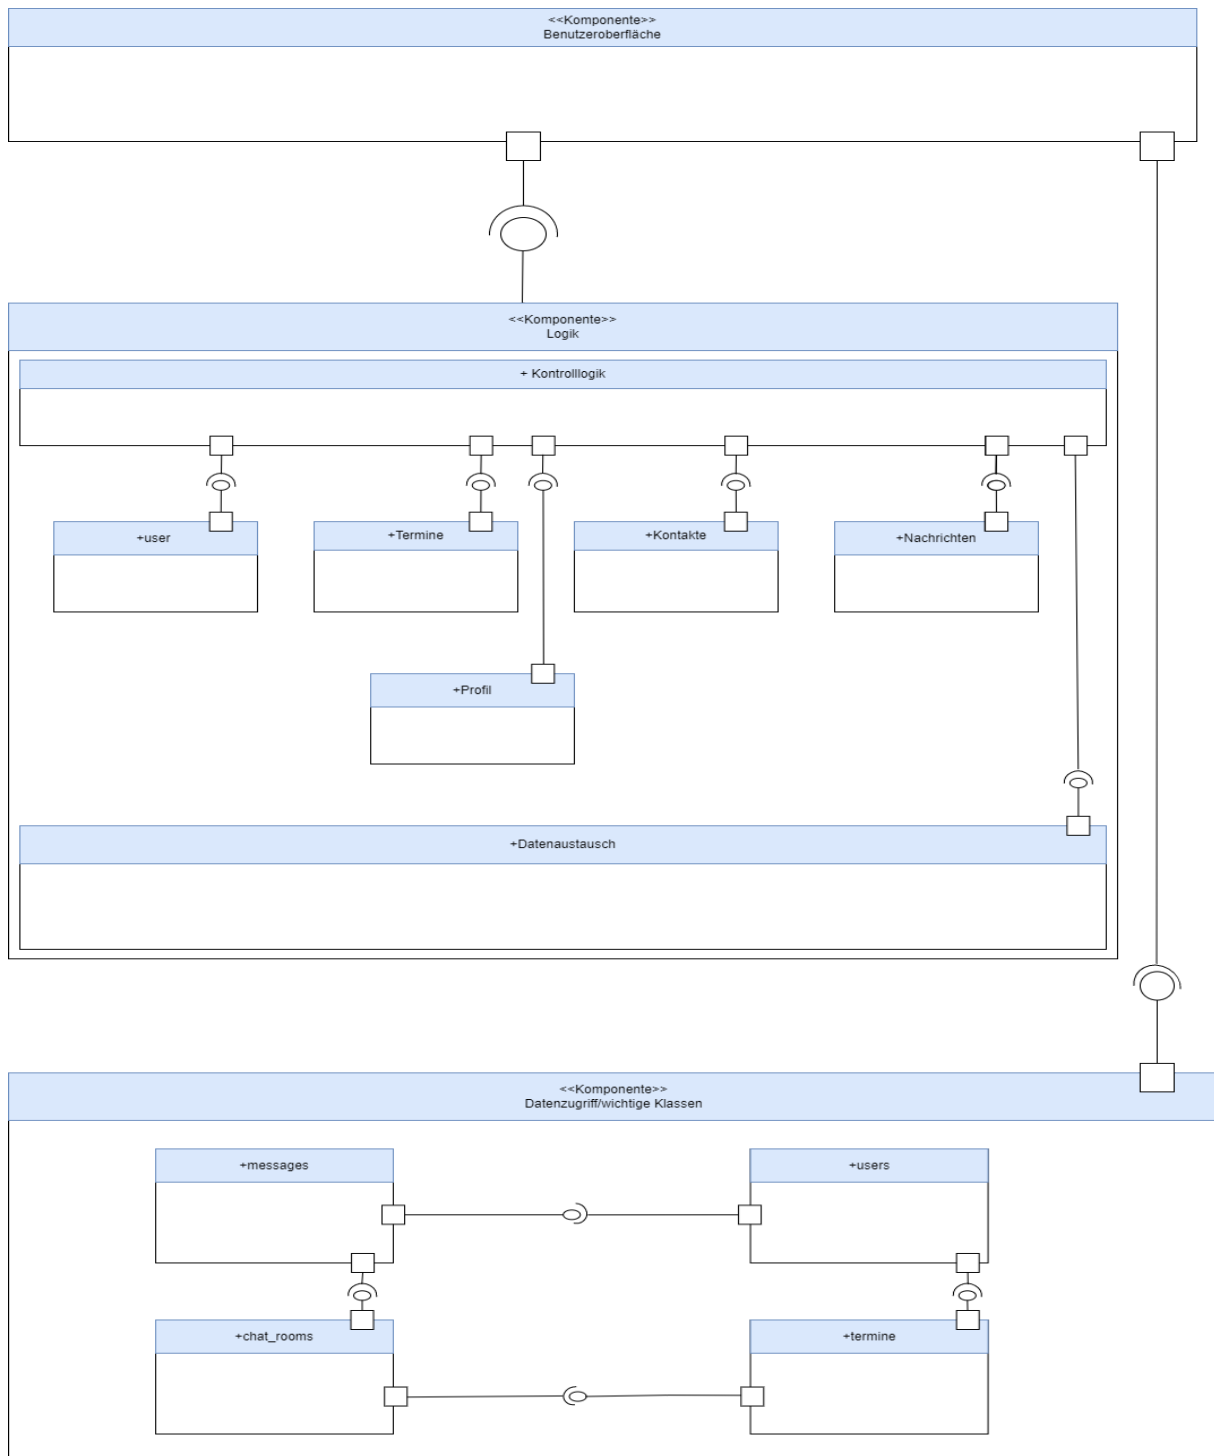 <<Komponente>>
Benutzeroberfläche
<<Komponente>>
Logik
+ Kontrolllogik
+user
+Termine
+Kontakte
+Nachrichten
+Profil
+Datenaustausch
<<Komponente>>
Datenzugriff/wichtige Klassen
+messages
+users
+chat_rooms
+termine